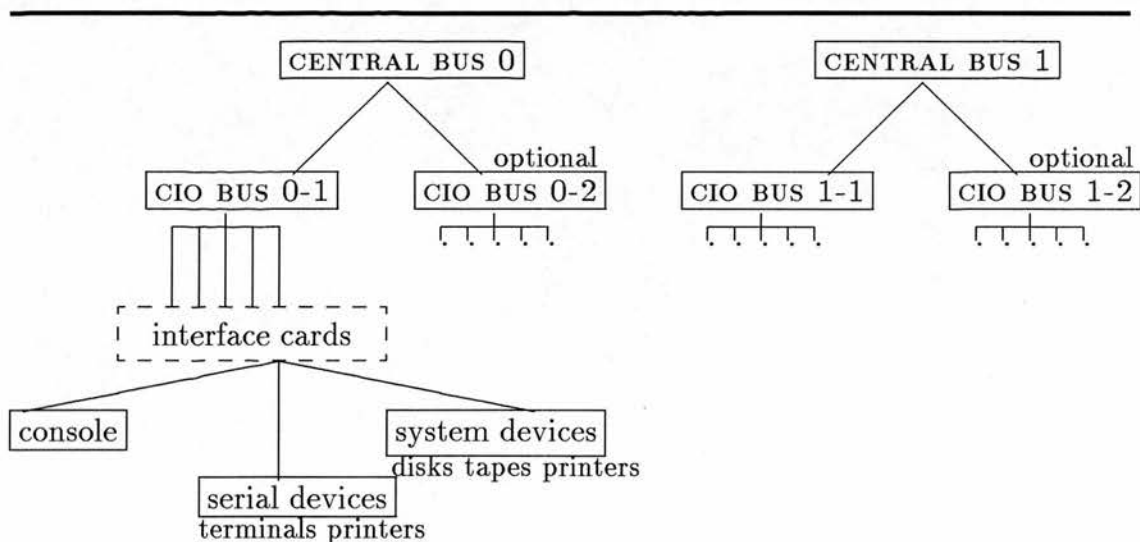 CENTRAL BUS 0
CENTRAL BUS 1
optional
optional
CIO BUS 0-1
CIO BUS 0-2
CIO BUS 1-1
CIO BUS 1-2
interface cards
console
system devices
disks tapes printers
serial devices
terminals printers